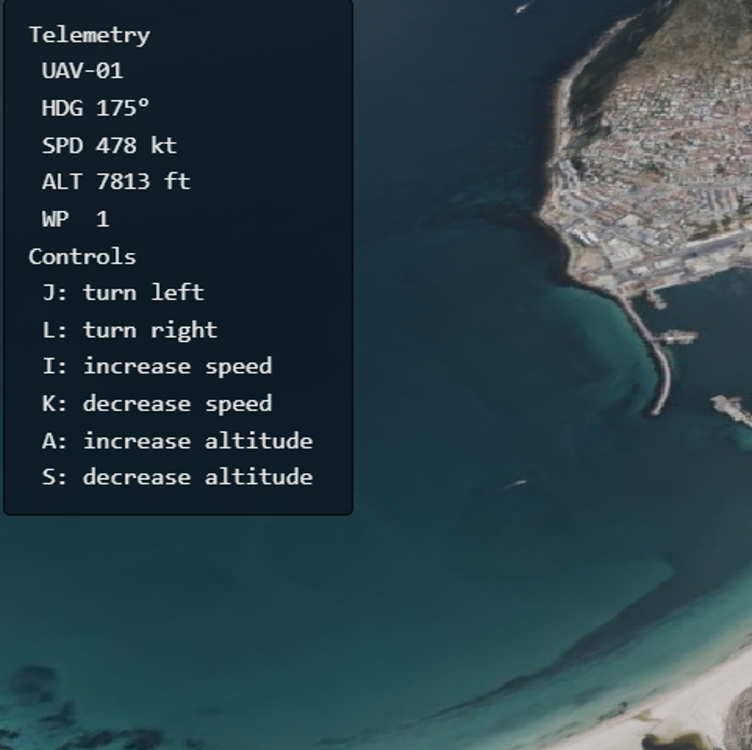 Telemetry
UAV-01
HDG 175°
SPD 478 kt
ALT 7813 ft
WP 1
Controls
J: turn left
L: turn right
I: increase speed
K: decrease speed
A: increase altitude
S: decrease altitude